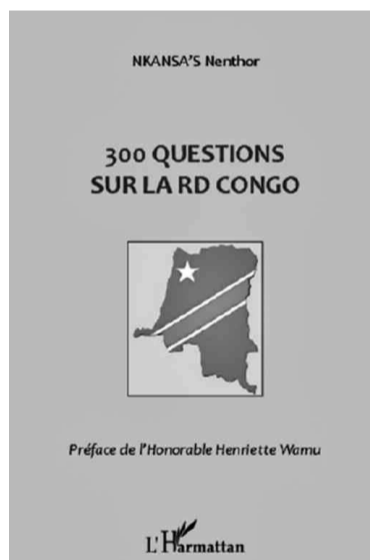 NKANSA'S Nenthor
300 QUESTIONS
SUR LA RD CONGO
Préface de l'Honorable Henriette Wamu
L'Harmattan